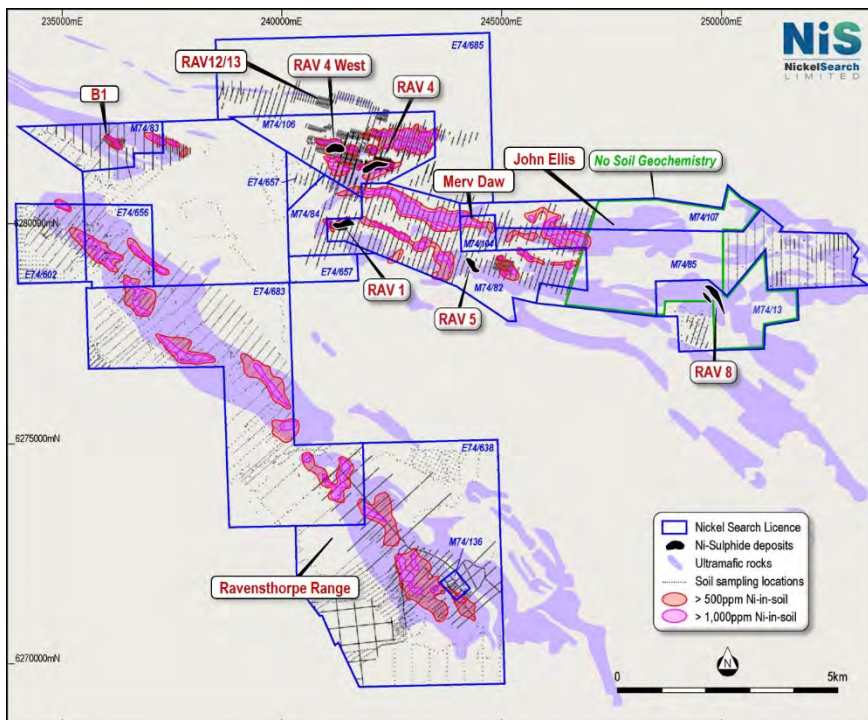 235000mE
240000mE
245000mE
250000mE
NiS
NickelSearch
LIMITED
E74/685
RAV12/13
RAV 4 West
RAV 4
B1
M74/83
M74/106
John Ellis
No Soil Geochemistry
E74/657
Merv Daw
M74/107
E74/656
M74/84
6280000mN
M74/104
M74/85
E74/602
E74/657
M74/82
E74/683
RAV 1
RAV 5
M74/13
RAV 8
6275000mN
E74/638
M74/136
Ravensthorpe Range
Nickel Search Licence
Ni-Sulphide deposits
Ultramafic rocks
Soil sampling locations
> 500ppm Ni-in-soil
> 1,000ppm Ni-in-soil
6270000mN
N
0
5km